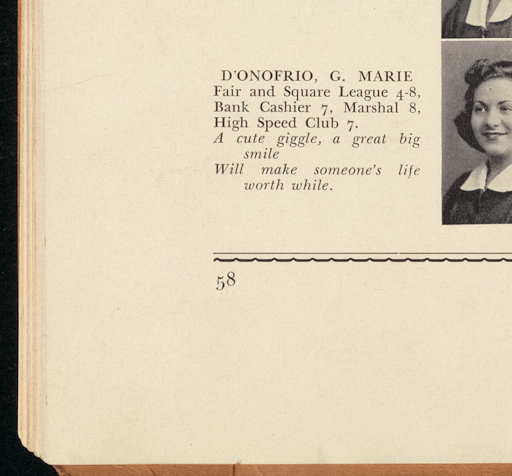 D'ONOFRIO, G. MARIE
Fair and Square League 4-8,
Bank Cashier 7, Marshal 8,
High Speed Club 7.
A cute giggle, a great big
smile
Will make someone's life
worth while.
58